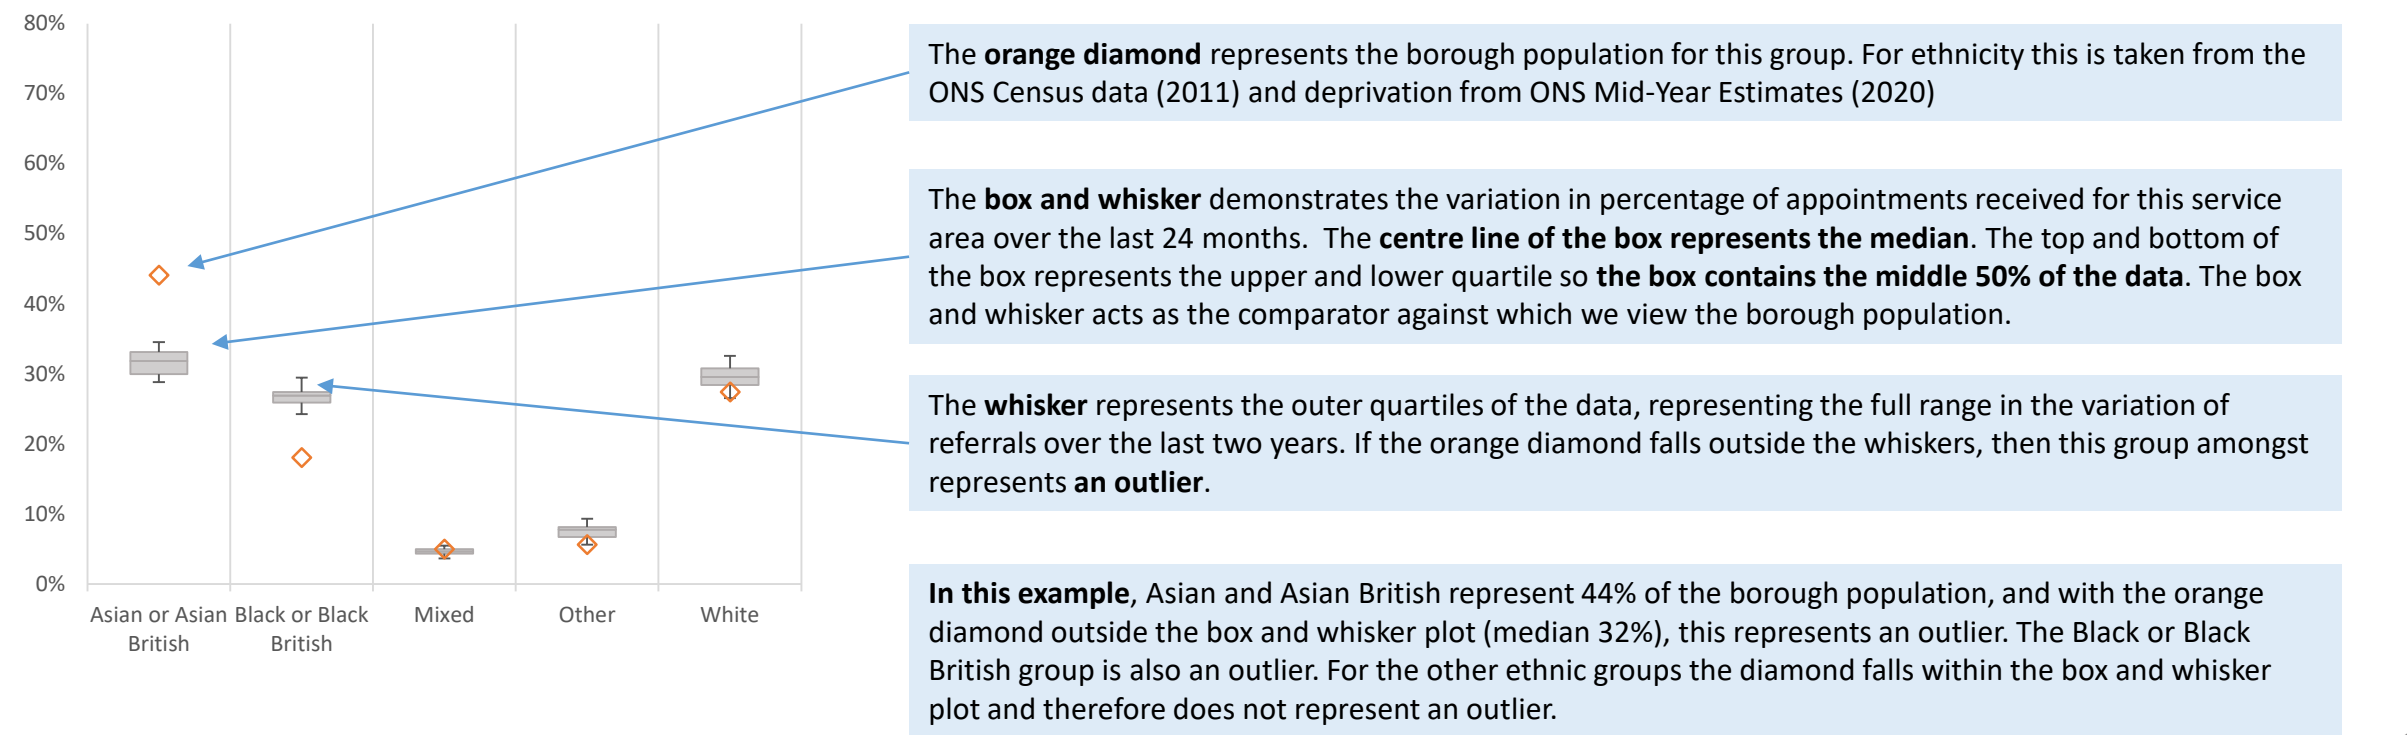 80%
70%
60%
50%
40%
30%
20%
10%
0%
Asian or Asian British
Black or Black British
Mixed
Other
White
The orange diamond represents the borough population for this group. For ethnicity this is taken from the
ONS Census data (2011) and deprivation from ONS Mid-Year Estimates (2020)
The box and whisker demonstrates the variation in percentage of appointments received for this service
area over the last 24 months.  The centre line of the box represents the median. The top and bottom of
the box represents the upper and lower quartile so the box contains the middle 50% of the data. The box
and whisker acts as the comparator against which we view the borough population.
The whisker represents the outer quartiles of the data, representing the full range in the variation of
referrals over the last two years. If the orange diamond falls outside the whiskers, then this group amongst
represents an outlier.
In this example, Asian and Asian British represent 44% of the borough population, and with the orange
diamond outside the box and whisker plot (median 32%), this represents an outlier. The Black or Black
British group is also an outlier. For the other ethnic groups the diamond falls within the box and whisker
plot and therefore does not represent an outlier.